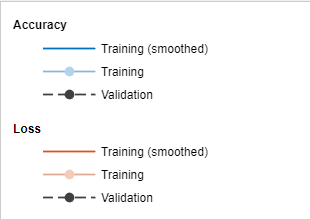 Accuracy
Training (smoothed)
Training
Validation
Loss
Training (smoothed)
Training
Validation